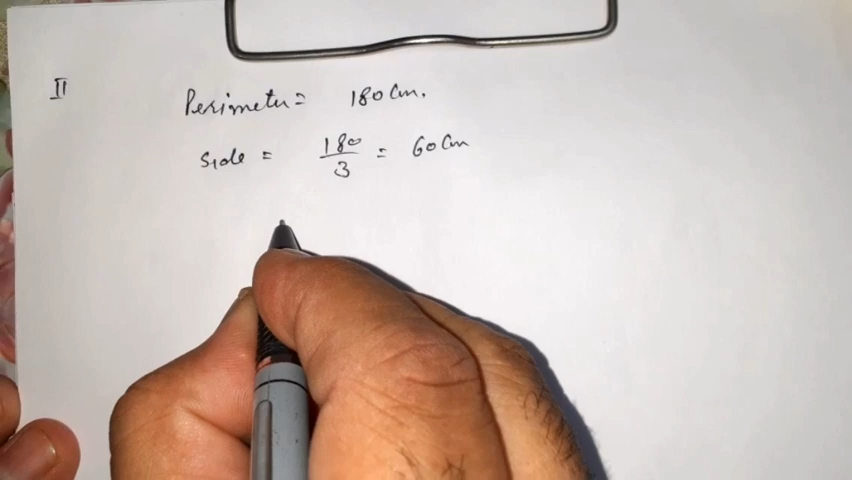 II
Perimeter = 180 Cm.
Side = 180/3 = 60 Cm